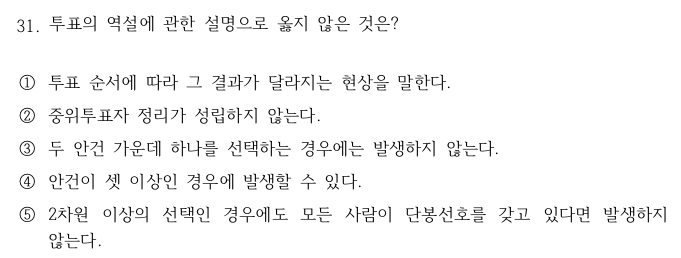 31. 투표의 역설에 관한 설명으로 옳지 않은 것은?
① 투표 순서에 따라 그 결과가 달라지는 현상을 말한다.
② 중위투표자 정리가 성립하지 않는다.
③ 두 안건 가운데 하나를 선택하는 경우에는 발생하지 않는다.
④ 안건이 셋 이상인 경우에 발생할 수 있다.
⑤ 2차원 이상의 선택인 경우에도 모든 사람이 단봉선호를 갖고 있다면 발생하지
않는다.